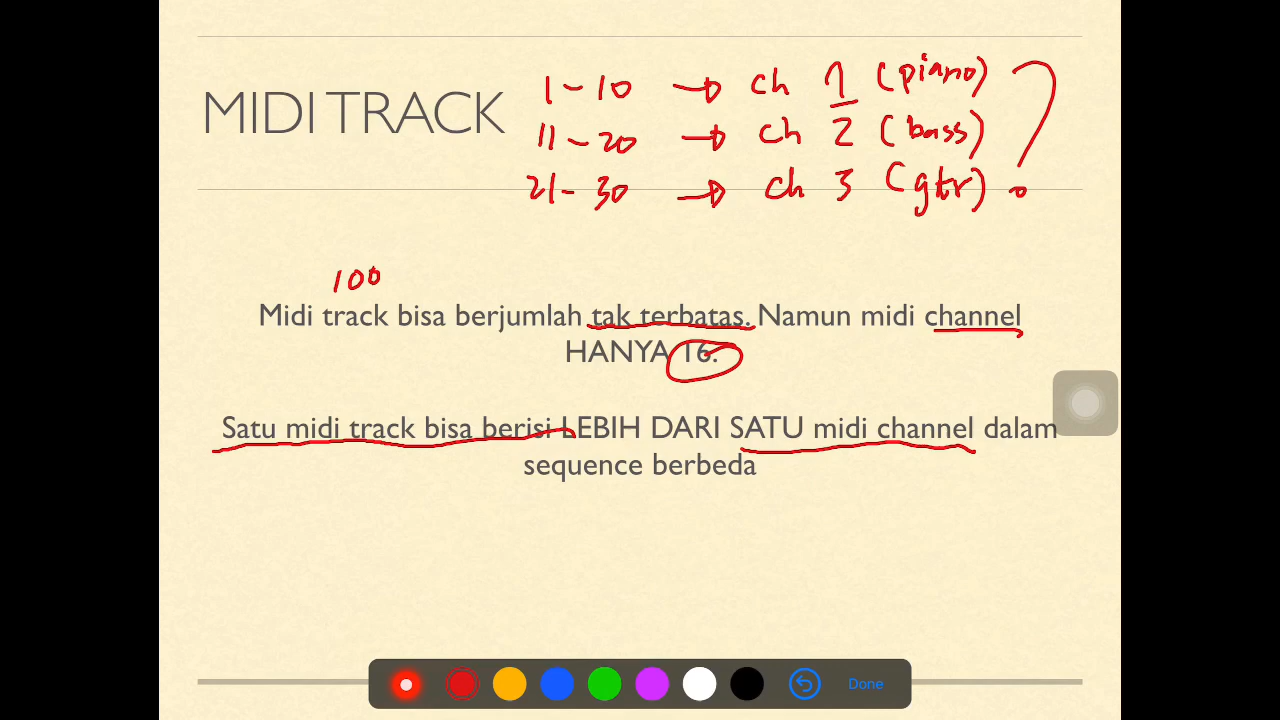 MIDI TRACK
1 - 10 → ch 1 (piano)
11 - 20 → ch 2 (bass)
21 - 30 → ch 3 (gtr)
?
100
Midi track bisa berjumlah tak terbatas. Namun midi channel
HANYA 16.
Satu midi track bisa berisi LEBIH DARI SATU midi channel dalam
sequence berbeda
Done